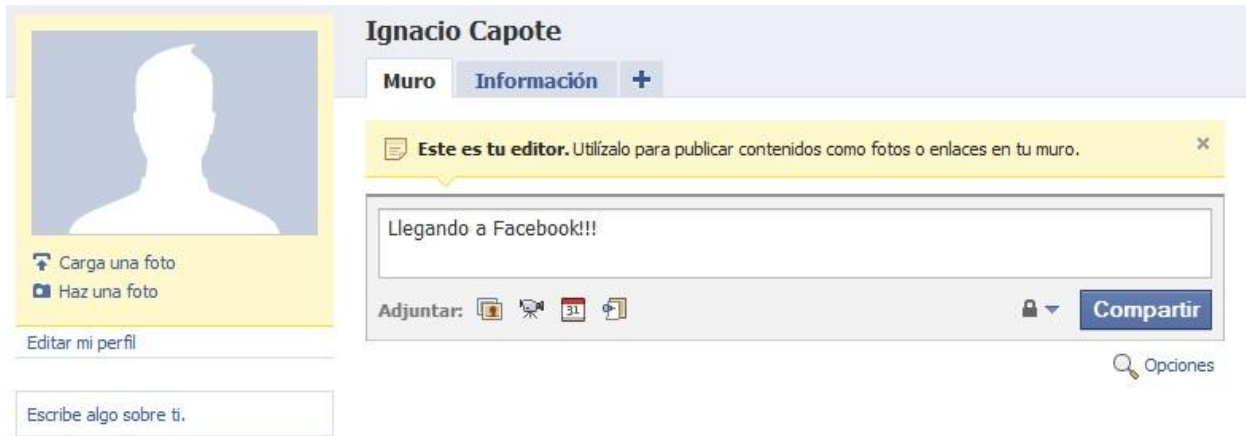 Ignacio Capote
Muro Información +
Este es tu editor. Utilízalo para publicar contenidos como fotos o enlaces en tu muro.
Llegando a Facebook!!!
Adjuntar: 31 Compartir
Opciones
Carga una foto
Haz una foto
Editar mi perfil
Escribe algo sobre ti.